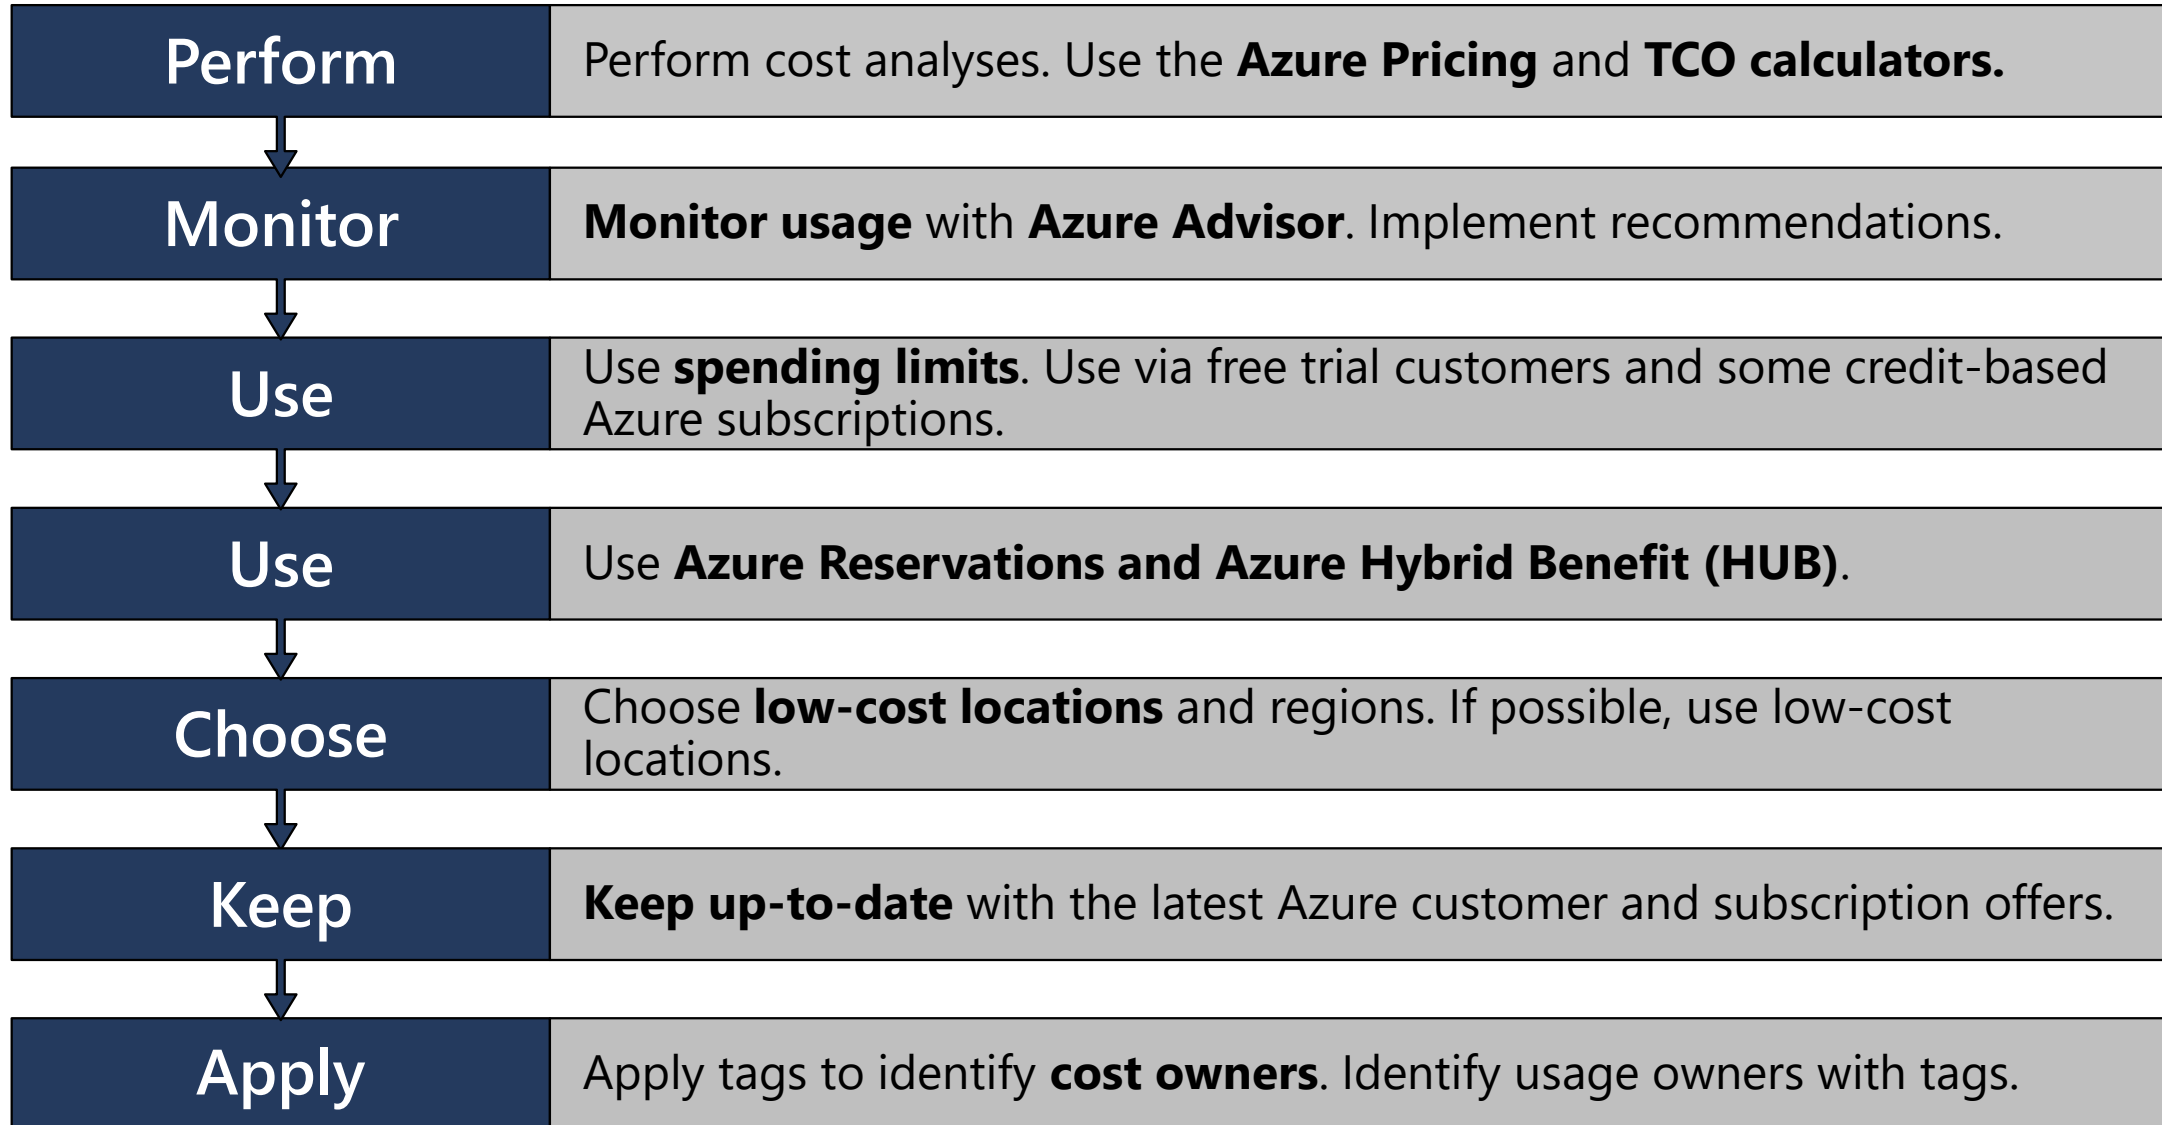 Perform
Perform cost analyses. Use the Azure Pricing and TCO calculators.
Monitor
Monitor usage with Azure Advisor. Implement recommendations.
Use
Use spending limits. Use via free trial customers and some credit-based
Azure subscriptions.
Use
Use Azure Reservations and Azure Hybrid Benefit (HUB).
Choose
Choose low-cost locations and regions. If possible, use low-cost
locations.
Keep
Keep up-to-date with the latest Azure customer and subscription offers.
Apply
Apply tags to identify cost owners. Identify usage owners with tags.